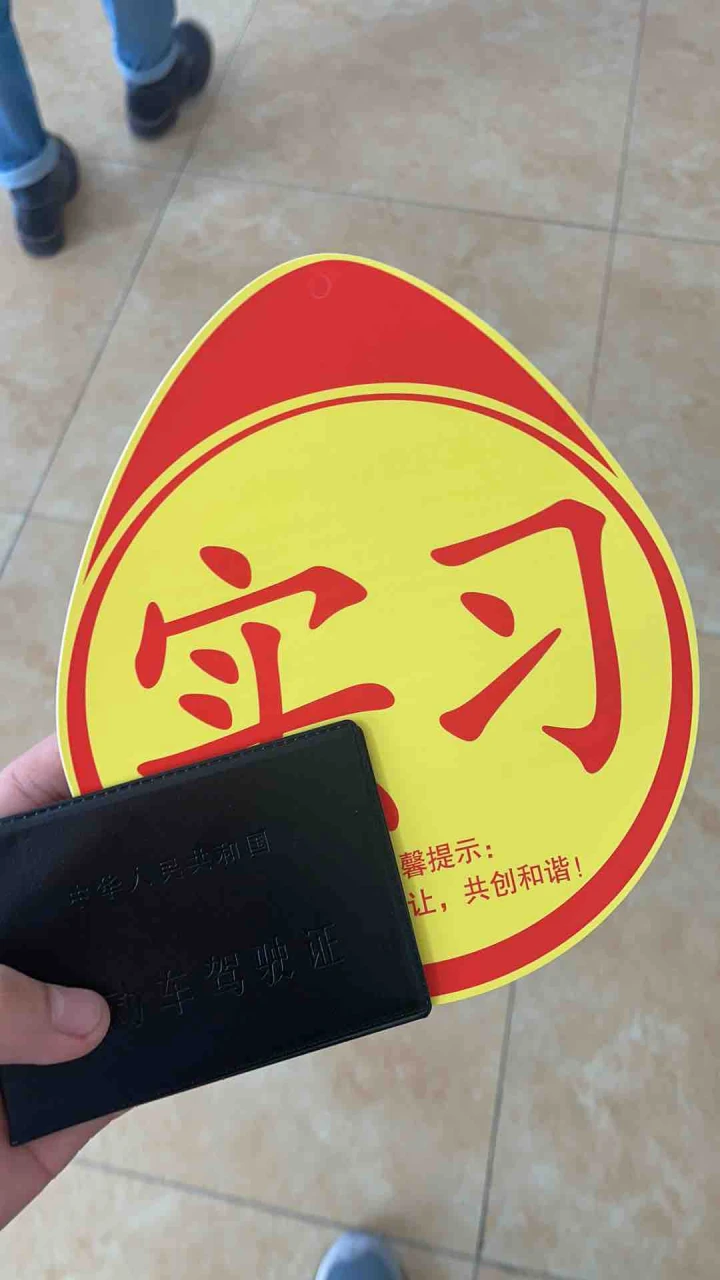 实习
馨提示：
让，共创和谐！
中华人民共和国
动车驾驶证